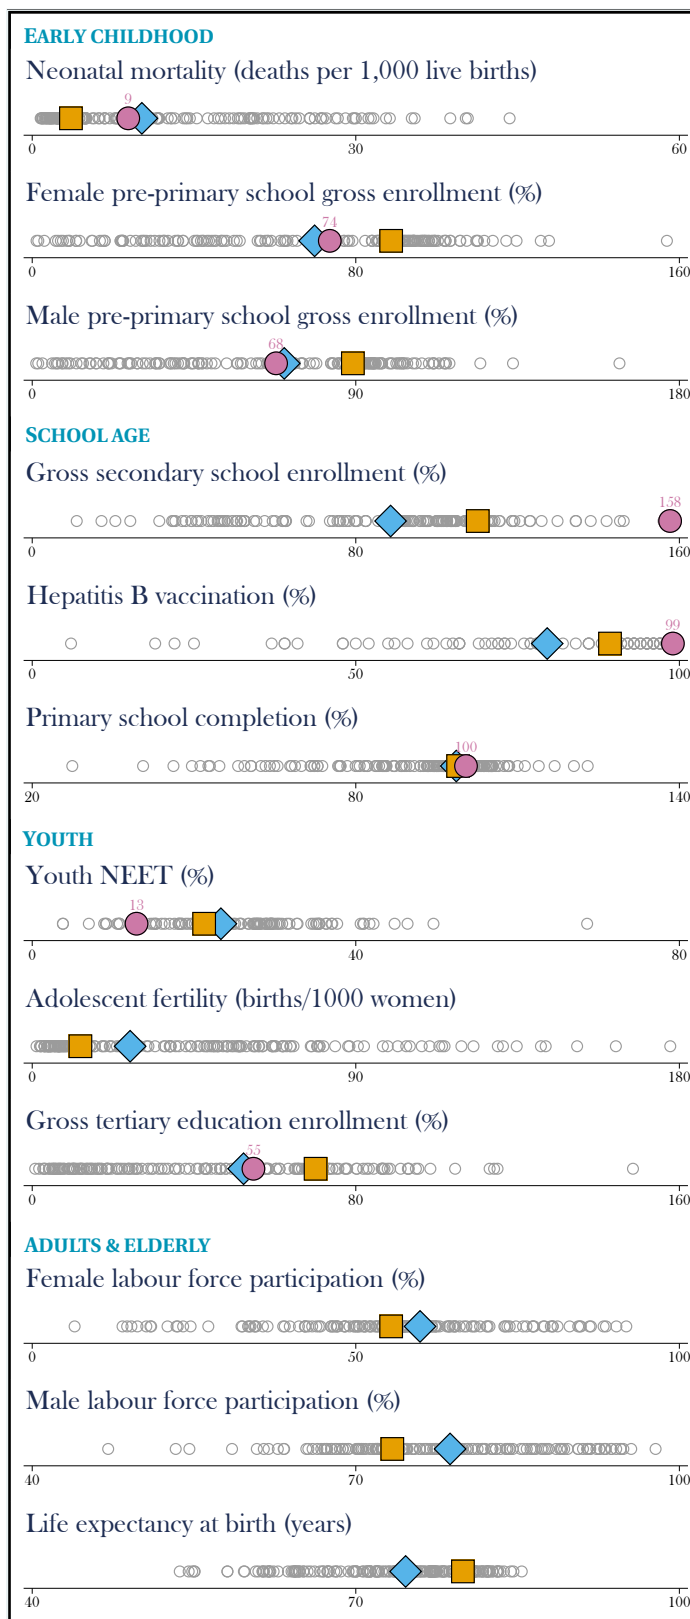 EARLY CHILDHOOD
Neonatal mortality (deaths per 1,000 live births)
9
0 30 60
Female pre-primary school gross enrollment (%)
74
0 80 160
Male pre-primary school gross enrollment (%)
68
0 90 180
SCHOOL AGE
Gross secondary school enrollment (%)
158
0 80 160
Hepatitis B vaccination (%)
99
0 50 100
Primary school completion (%)
100
20 80 140
YOUTH
Youth NEET (%)
13
0 40 80
Adolescent fertility (births/1000 women)
0 90 180
Gross tertiary education enrollment (%)
55
0 80 160
ADULTS & ELDERLY
Female labour force participation (%)
0 50 100
Male labour force participation (%)
40 70 100
Life expectancy at birth (years)
40 70 100